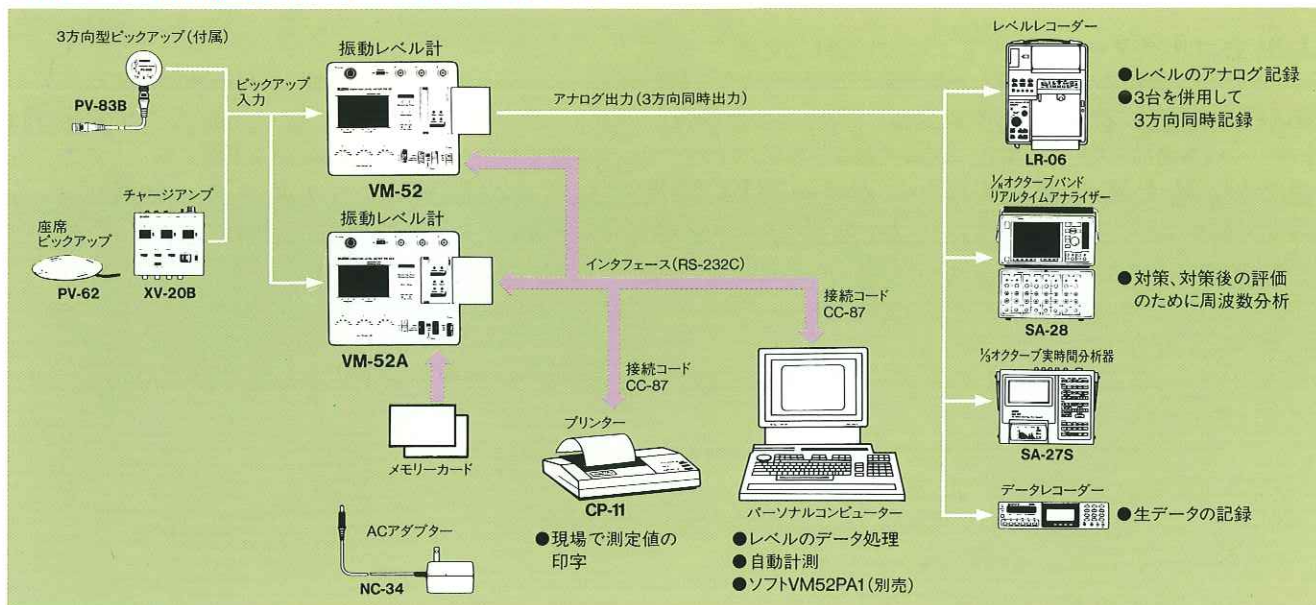 3方向型ピックアップ(付属)
PV-83B
ピックアップ
入力
座席
ピックアップ
PV-62
チャージアンプ
XV-20B
振動レベル計
VM-52
振動レベル計
VM-52A
メモリーカード
ACアダプター
NC-34
アナログ出力(3方向同時出力)
インタフェース(RS-232C)
接続コード
CC-87
接続コード
CC-87
プリンター
CP-11
●現場で測定値の
印字
パーソナルコンピューター
●レベルのデータ処理
●自動計測
●ソフトVM52PA1(別売)
レベルレコーダー
LR-06
●レベルのアナログ記録
●3台を併用して
3方向同時記録
1/Nオクターブバンド
リアルタイムアナライザー
SA-28
●対策、対策後の評価
のために周波数分析
1/3オクターブ実時間分析器
SA-27S
データレコーダー
●生データの記録